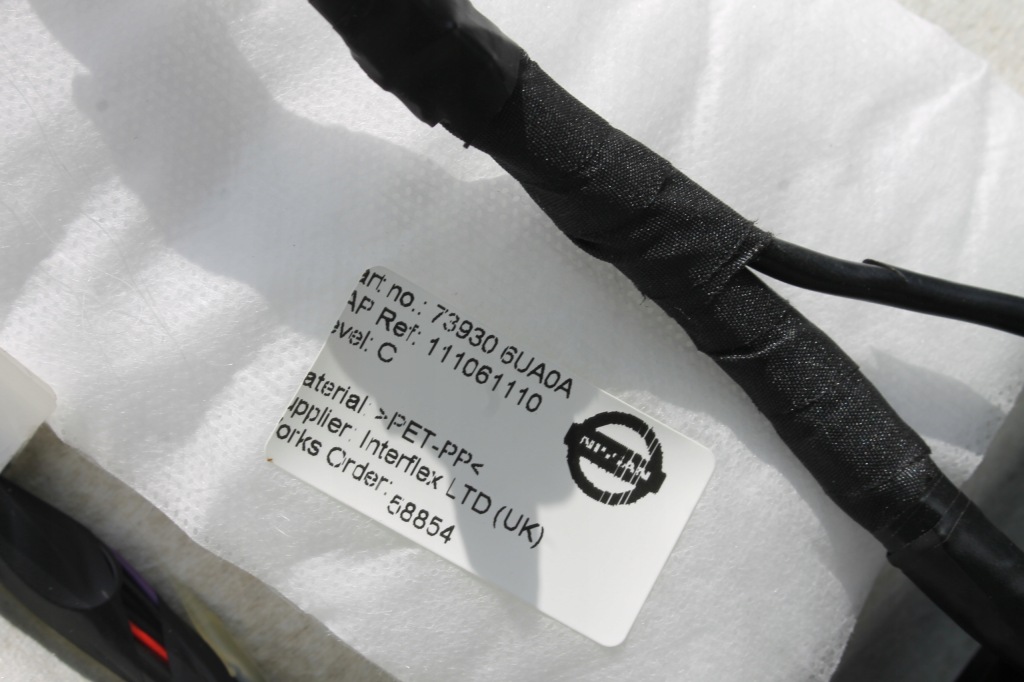 art no.: 73930 6UA0A
AP Ref: 111061110
evel: C
aterial: >PET-PP<
upplier: Interflex LTD (UK)
orks Order: 58854
NISSAN